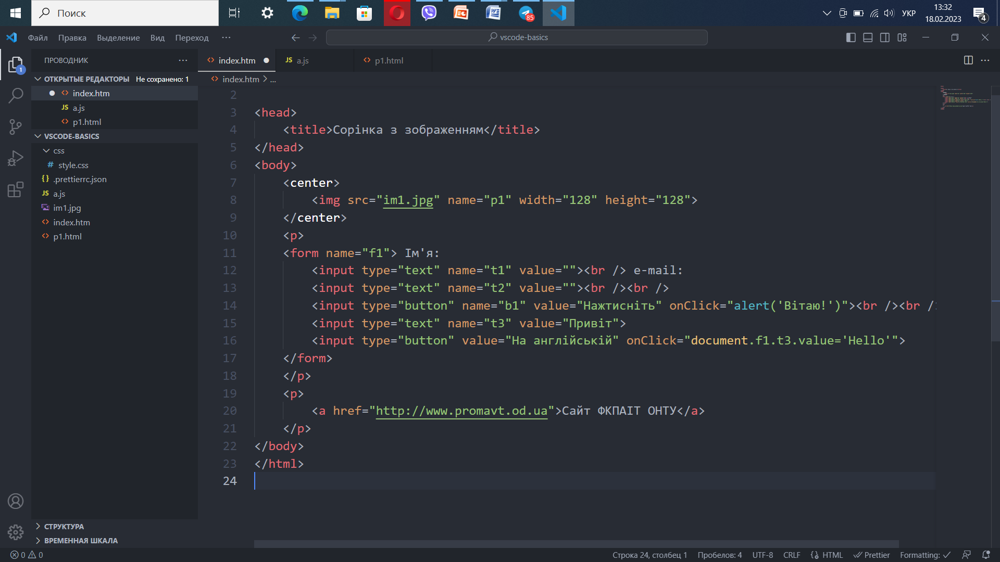 Поиск
85
УКР
13:32
18.02.2023
4
Файл Правка Выделение Вид Переход ...
vscode-basics
1
ПРОВОДНИК
ОТКРЫТЫЕ РЕДАКТОРЫ Не сохранено: 1
index.htm
JS a.js
p1.html
VSCODE-BASICS
css
# style.css
{} .prettierrc.json
JS a.js
im1.jpg
index.htm
p1.html
СТРУКТУРА
ВРЕМЕННАЯ ШКАЛА
index.htm
JS a.js
p1.html
index.htm > ...
2
3 <head>
4 <title>Сорінка з зображенням</title>
5 </head>
6 <body>
7 <center>
8 <img src="im1.jpg" name="p1" width="128" height="128">
9 </center>
10 <p>
11 <form name="f1"> Ім'я:
12 <input type="text" name="t1" value=""><br /> e-mail:
13 <input type="text" name="t2" value=""><br /><br />
14 <input type="button" name="b1" value="Нажтисніть" onClick="alert('Вітаю!')"><br /><br />
15 <input type="text" name="t3" value="Привіт">
16 <input type="button" value="На англійській" onClick="document.f1.t3.value='Hello'">
17 </form>
18 </p>
19 <p>
20 <a href="http://www.promavt.od.ua">Сайт ФКПАІТ ОНТУ</a>
21 </p>
22 </body>
23 </html>
24
0 0
Строка 24, столбец 1 Пробелов: 4 UTF-8 CRLF HTML Prettier Formatting: